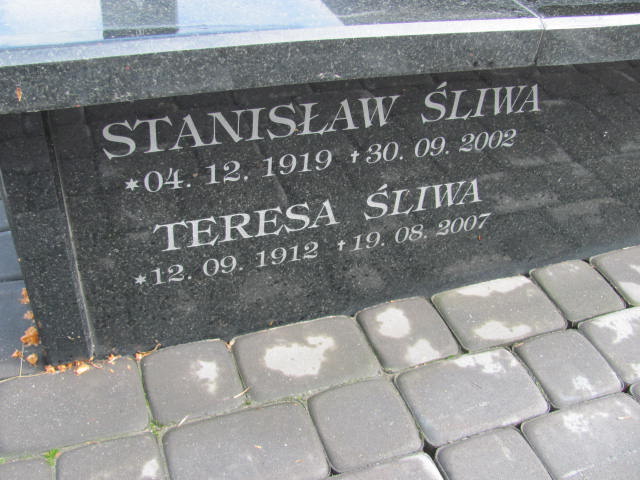 STANISŁAW ŚLIWA
*04. 12. 1919 †30. 09. 2002
TERESA ŚLIWA
*12. 09. 1912 †19. 08. 2007